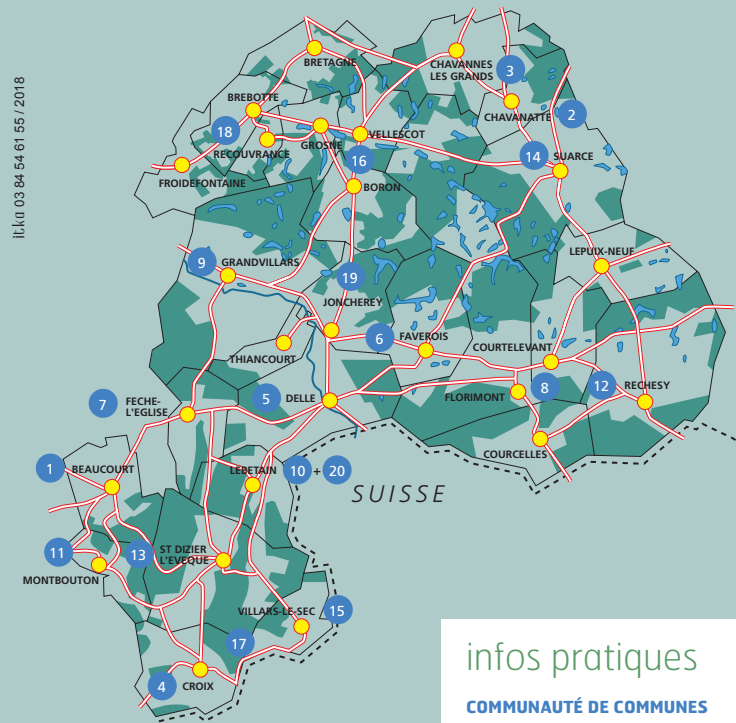 it.ka 03 84 54 61 55 / 2018
BRETAGNE
CHAVANNES
LES GRANDS
3
BREBOTTE
CHAVANATTE
2
18
GROSNE
VELLESCOT
RECOUVRANCE
16
14
SUARCE
FROIDEFONTAINE
BORON
LEPUIX-NEUF
9
GRANDVILLARS
19
JONCHEREY
6
FAVEROIS
THIANCOURT
COURTELEVANT
7
FECHE-
L'EGLISE
5
DELLE
FLORIMONT
8
12
RECHESY
COURCELLES
1
BEAUCOURT
LEBETAIN
10 + 20
SUISSE
11
13
ST DIZIER
L'EVEQUE
MONTBOUTON
VILLARS-LE-SEC
15
17
4
CROIX
infos pratiques
COMMUNAUTÉ DE COMMUNES